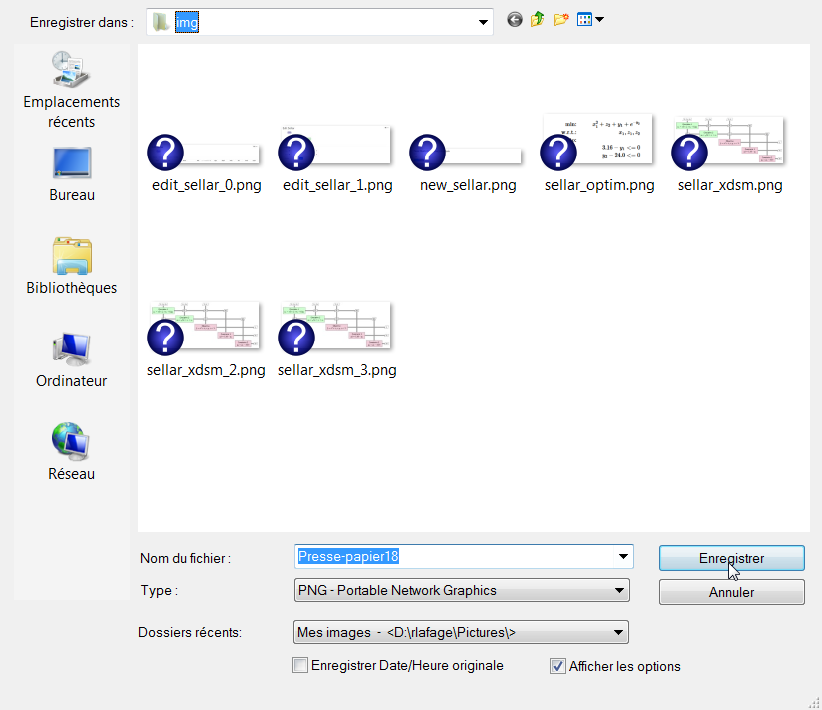 Enregistrer dans :
img
Emplacements
récents
Bureau
Bibliothèques
Ordinateur
Réseau
edit_sellar_0.png
edit_sellar_1.png
new_sellar.png
sellar_optim.png
sellar_xdsm.png
sellar_xdsm_2.png
sellar_xdsm_3.png
Nom du fichier :
Presse-papier18
Enregistrer
Type :
PNG - Portable Network Graphics
Annuler
Dossiers récents:
Mes images - <D:\rlafage\Pictures\>
Enregistrer Date/Heure originale
Afficher les options